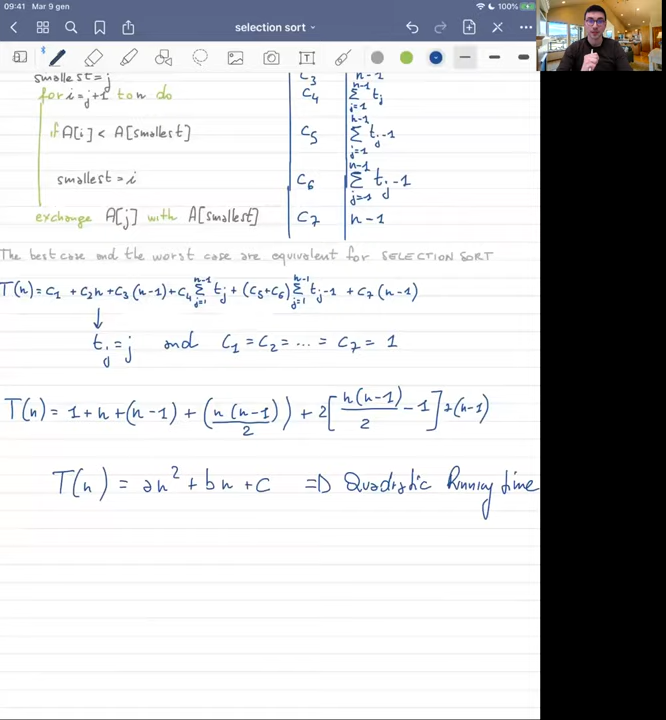 09:41 Mar 9 gen 100%
selection sort
smallest = j C3 n-1
for i = j+1 to n do C4 n-1 Σ j=1 tj
if A[i] < A[smallest] C5 n-1 Σ j=1 tj-1
smallest = i C6 n-1 Σ j=1 tj-1
exchange A[j] with A[smallest] C7 n-1
The best case and the worst case are equivalent for SELECTION SORT
T(n) = C1 + C2n + C3(n-1) + C4 n-1 Σ j=1 tj + (C5+C6) n-1 Σ j=1 tj-1 + C7(n-1)
↓
tj = j and C1 = C2 = ... = C7 = 1
T(n) = 1 + n + (n-1) + (n(n-1)/2) + 2[n(n-1)/2 - 1] + (n-1)
T(n) = an² + bn + c => Quadratic Running time